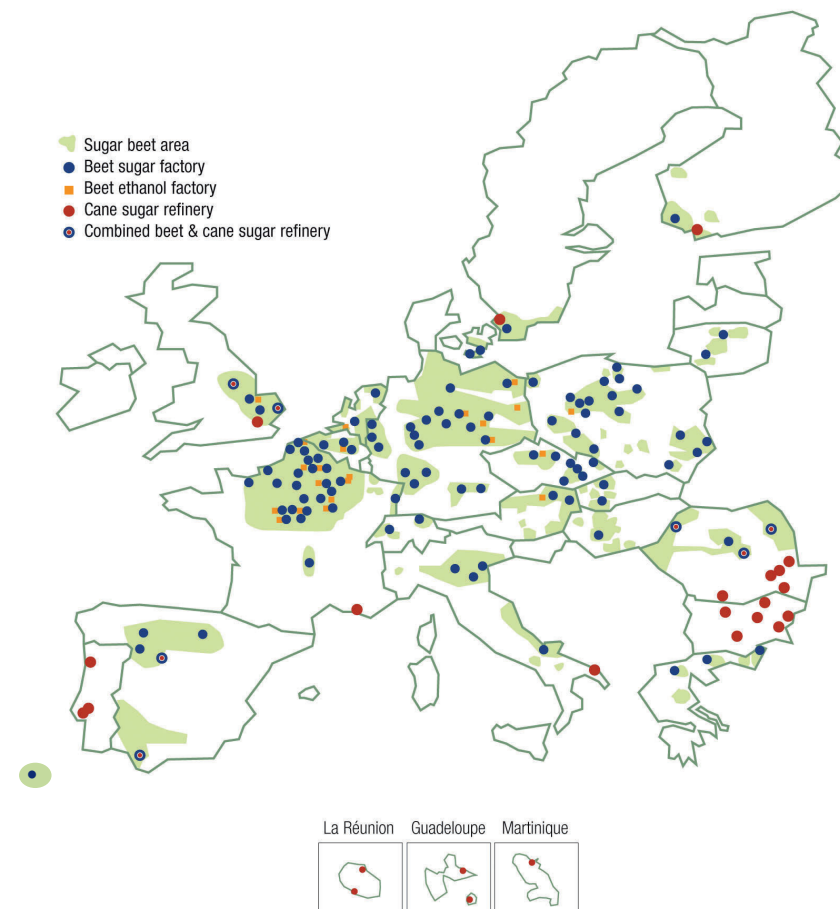 Sugar beet area
Beet sugar factory
Beet ethanol factory
Cane sugar refinery
Combined beet & cane sugar refinery
La Réunion
Guadeloupe
Martinique